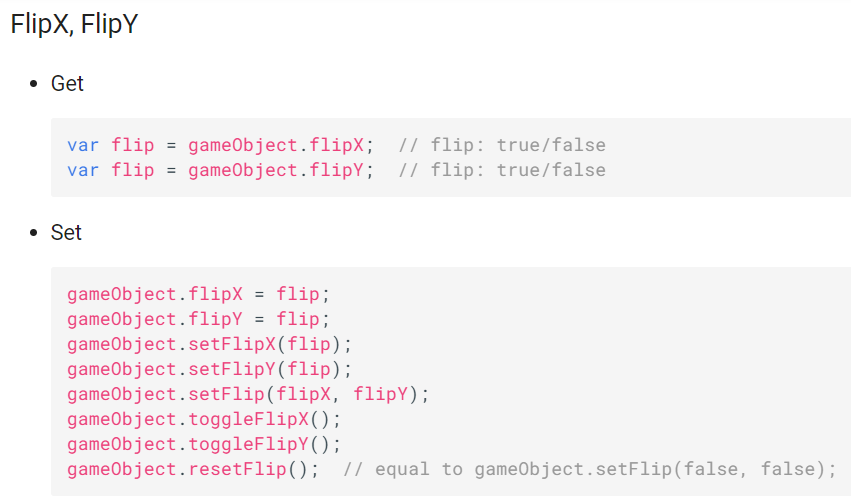 FlipX, FlipY
Get
var flip = gameObject.flipX;  // flip: true/false
var flip = gameObject.flipY;  // flip: true/false
Set
gameObject.flipX = flip;
gameObject.flipY = flip;
gameObject.setFlipX(flip);
gameObject.setFlipY(flip);
gameObject.setFlip(flipX, flipY);
gameObject.toggleFlipX();
gameObject.toggleFlipY();
gameObject.resetFlip();  // equal to gameObject.setFlip(false, false);